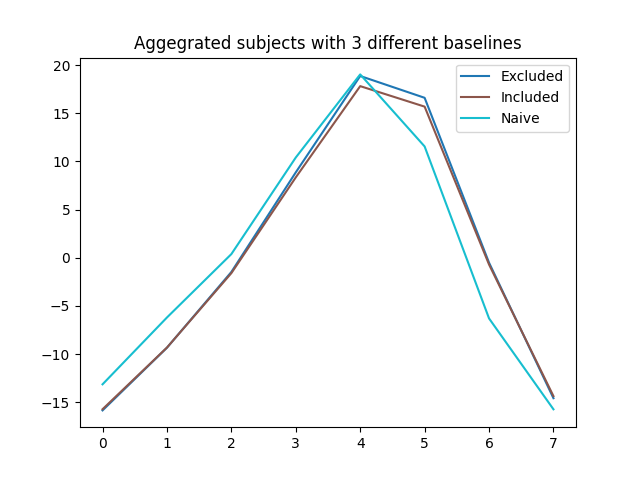 Aggegrated subjects with 3 different baselines
Excluded
Included
Naive
20
15
10
5
0
−5
−10
−15
0 1 2 3 4 5 6 7